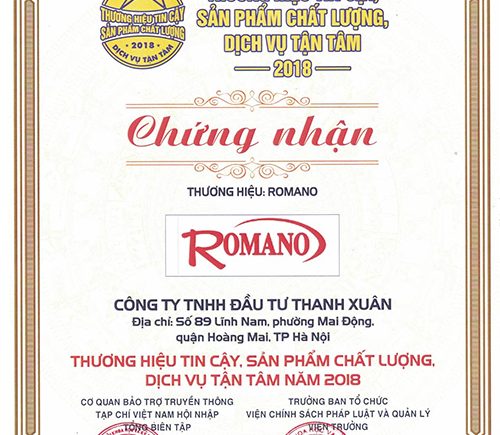 THƯƠNG HIỆU TIN CẬY
SẢN PHẨM CHẤT LƯỢNG
2018
DỊCH VỤ TẬN TÂM
THƯƠNG HIỆU TIN CẬY,
SẢN PHẨM CHẤT LƯỢNG,
DỊCH VỤ TẬN TÂM
2018
Chứng nhận
THƯƠNG HIỆU: ROMANO
ROMANO
CÔNG TY TNHH ĐẦU TƯ THANH XUÂN
Địa chỉ: Số 89 Lĩnh Nam, phường Mai Động,
quận Hoàng Mai, TP Hà Nội
THƯƠNG HIỆU TIN CẬY, SẢN PHẨM CHẤT LƯỢNG,
DỊCH VỤ TẬN TÂM NĂM 2018
CƠ QUAN BẢO TRỢ TRUYỀN THÔNG
TẠP CHÍ VIỆT NAM HỘI NHẬP
TỔNG BIÊN TẬP
TRƯỞNG BAN TỔ CHỨC
VIỆN CHÍNH SÁCH PHÁP LUẬT VÀ QUẢN LÝ
VIỆN TRƯỞNG